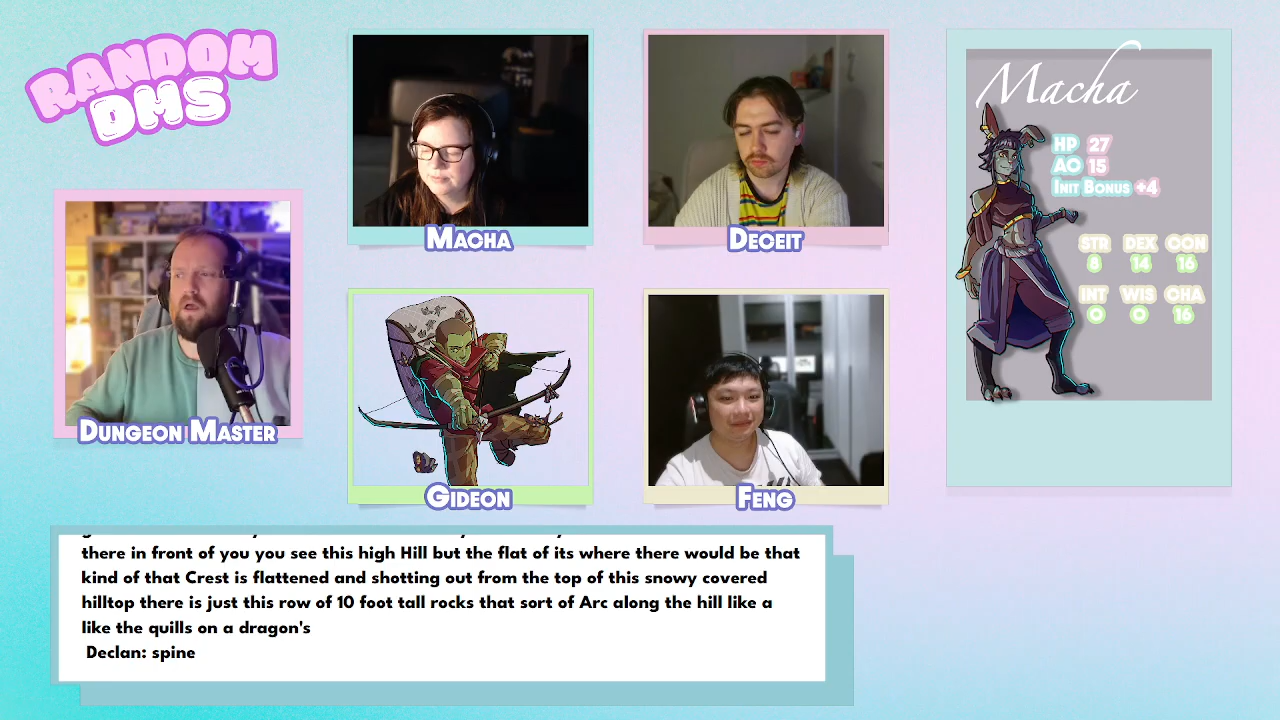 RANDOM
DMS
Macha
Deceit
Dungeon Master
Gideon
Feng
Macha
HP 27
AC 15
Init Bonus +4
STR DEX CON
8 14 16
INT WIS CHA
0 0 16
there in front of you you see this high Hill but the flat of its where there would be that
kind of that Crest is flattened and shotting out from the top of this snowy covered
hilltop there is just this row of 10 foot tall rocks that sort of Arc along the hill like a
like the quills on a dragon's
Declan: spine